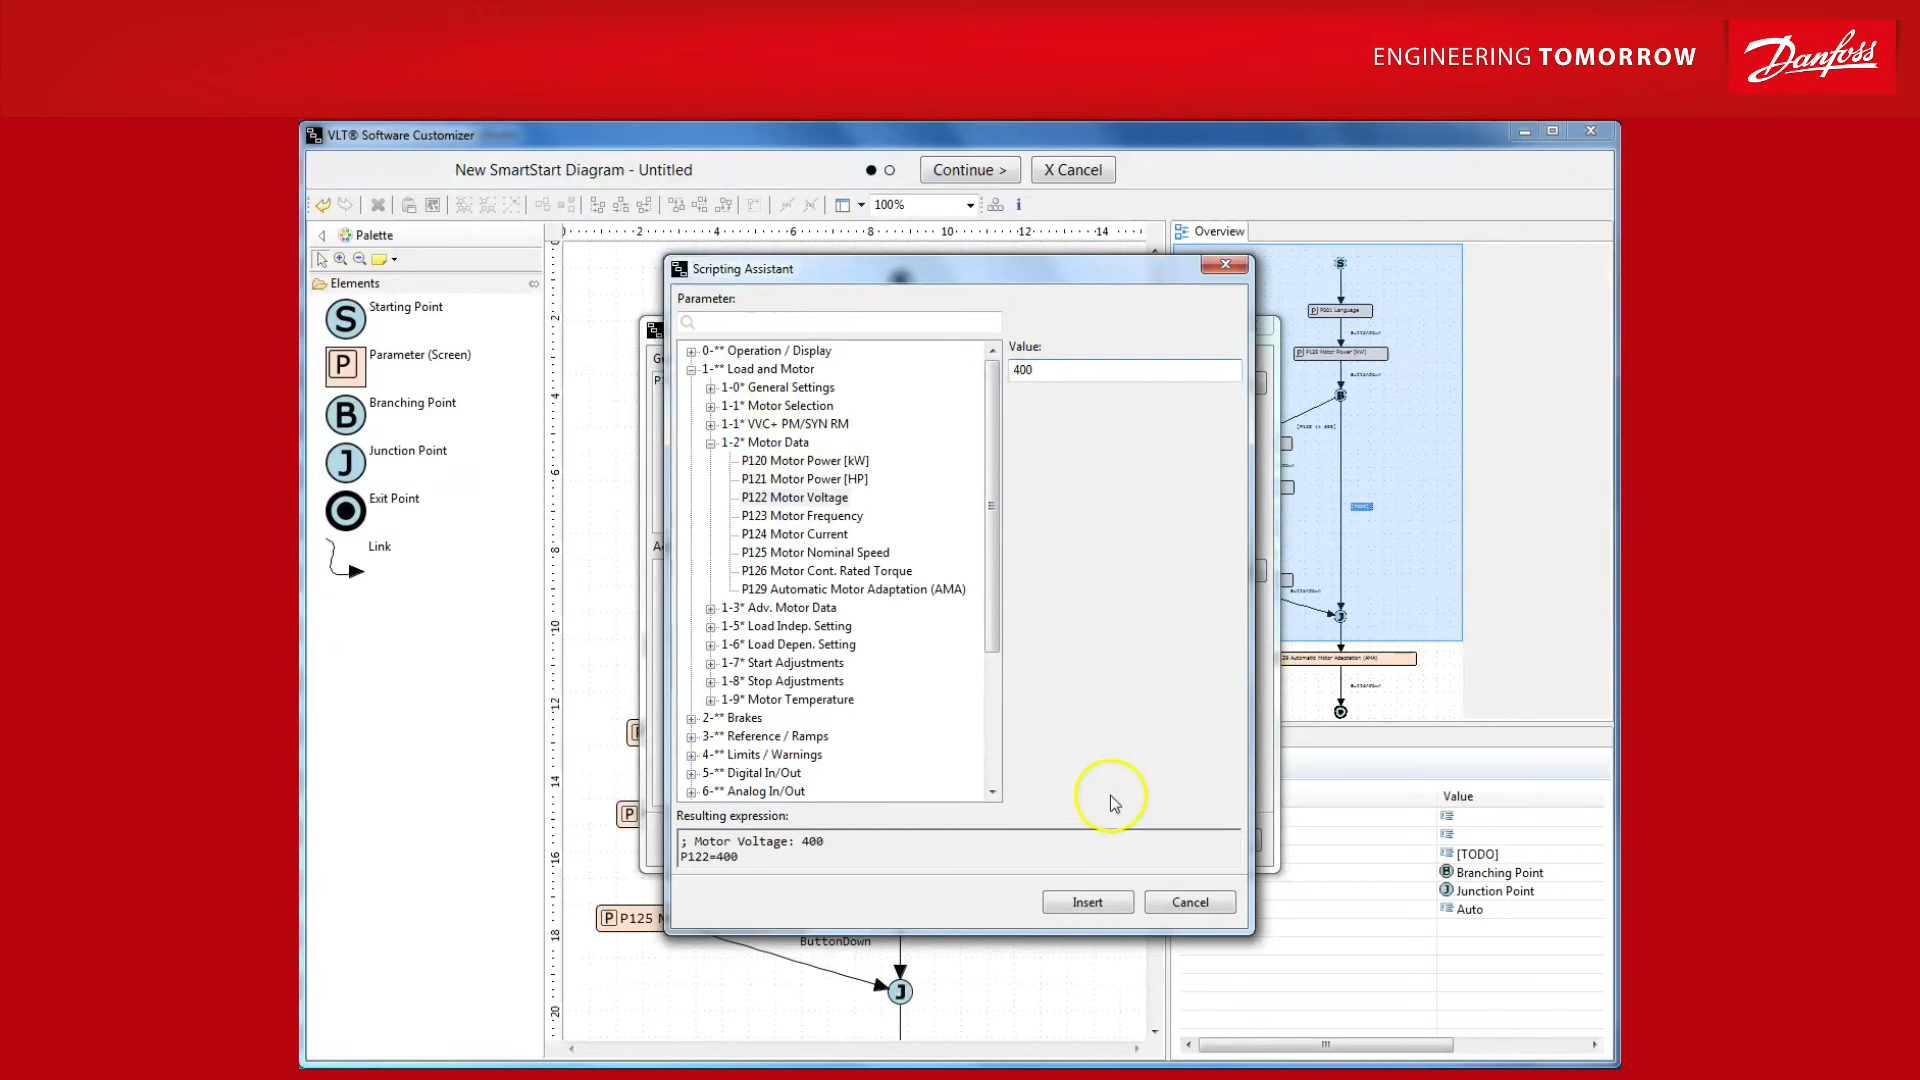 ENGINEERING TOMORROW
Danfoss
VLT® Software Customizer
New SmartStart Diagram - Untitled
Continue >
X Cancel
100%
Palette
Elements
Starting Point
Parameter (Screen)
Branching Point
Junction Point
Exit Point
Link
2 4 6 8 10 12 14
Overview
Scripting Assistant
Parameter:
Value:
400
0-** Operation / Display
1-** Load and Motor
1-0* General Settings
1-1* Motor Selection
1-1* VVC+ PM/SYN RM
1-2* Motor Data
P120 Motor Power [kW]
P121 Motor Power [HP]
P122 Motor Voltage
P123 Motor Frequency
P124 Motor Current
P125 Motor Nominal Speed
P126 Motor Cont. Rated Torque
P129 Automatic Motor Adaptation (AMA)
1-3* Adv. Motor Data
1-5* Load Indep. Setting
1-6* Load Depen. Setting
1-7* Start Adjustments
1-8* Stop Adjustments
1-9* Motor Temperature
2-** Brakes
3-** Reference / Ramps
4-** Limits / Warnings
5-** Digital In/Out
6-** Analog In/Out
Resulting expression:
; Motor Voltage: 400
P122=400
Insert
Cancel
P P125
ButtonDown
J
Value
[TODO]
Branching Point
Junction Point
Auto